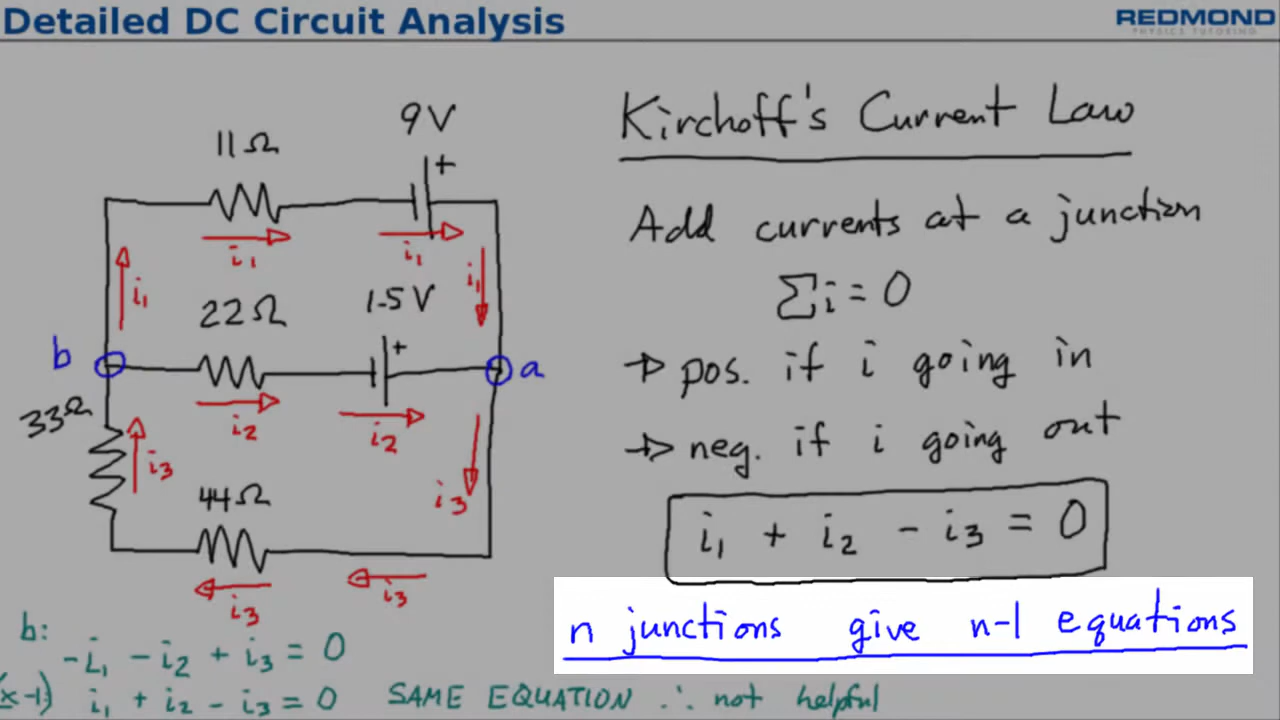 Detailed DC Circuit Analysis
REDMOND
PHYSICS TUTORING
Kirchoff's Current Law
Add currents at a junction
Σi = 0
→ pos. if i going in
→ neg. if i going out
i₁ + i₂ - i₃ = 0
n junctions give n-1 equations
9V
+
11Ω
i₁
i₁
i₁
i₁
22Ω
1.5V
+
b
a
i₂
i₂
33Ω
i₃
i₃
44Ω
i₃
i₃
b:
-i₁ - i₂ + i₃ = 0
(x -1) i₁ + i₂ - i₃ = 0 SAME EQUATION ∴ not helpful